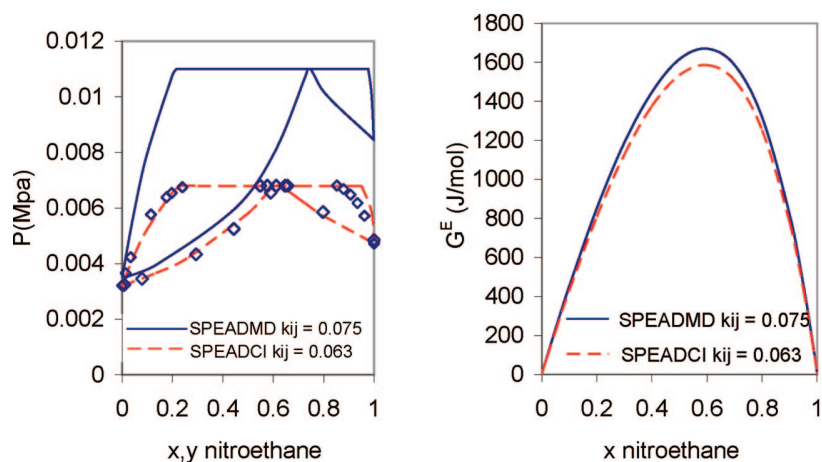 P(Mpa)
0.012
0.01
0.008
0.006
0.004
0.002
0
SPEADMD kij = 0.075
SPEADCI kij = 0.063
0 0.2 0.4 0.6 0.8 1
x,y nitroethane
G^E (J/mol)
1800
1600
1400
1200
1000
800
600
400
200
0
SPEADMD kij = 0.075
SPEADCI kij = 0.063
0 0.2 0.4 0.6 0.8 1
x nitroethane